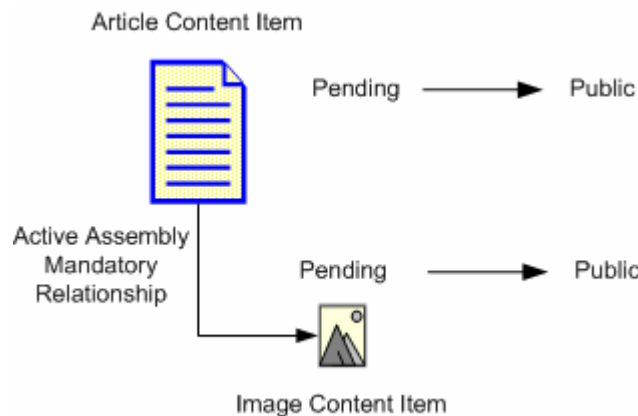 Article Content Item
Pending Public
Active Assembly
Mandatory
Relationship
Pending Public
Image Content Item